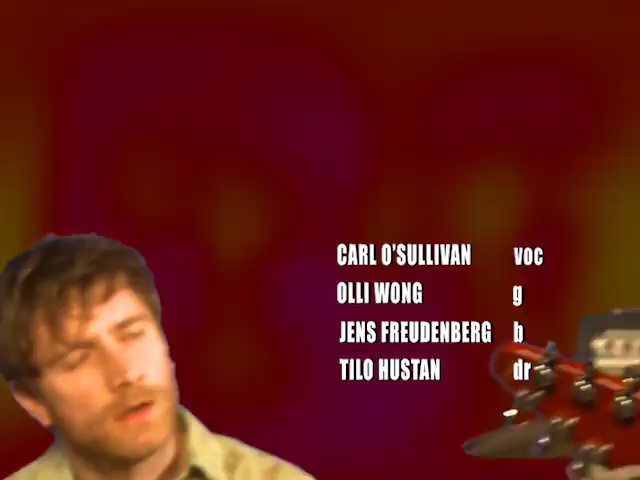 CARL O'SULLIVAN voc
OLLI WONG g
JENS FREUDENBERG b
TILO HUSTAN dr